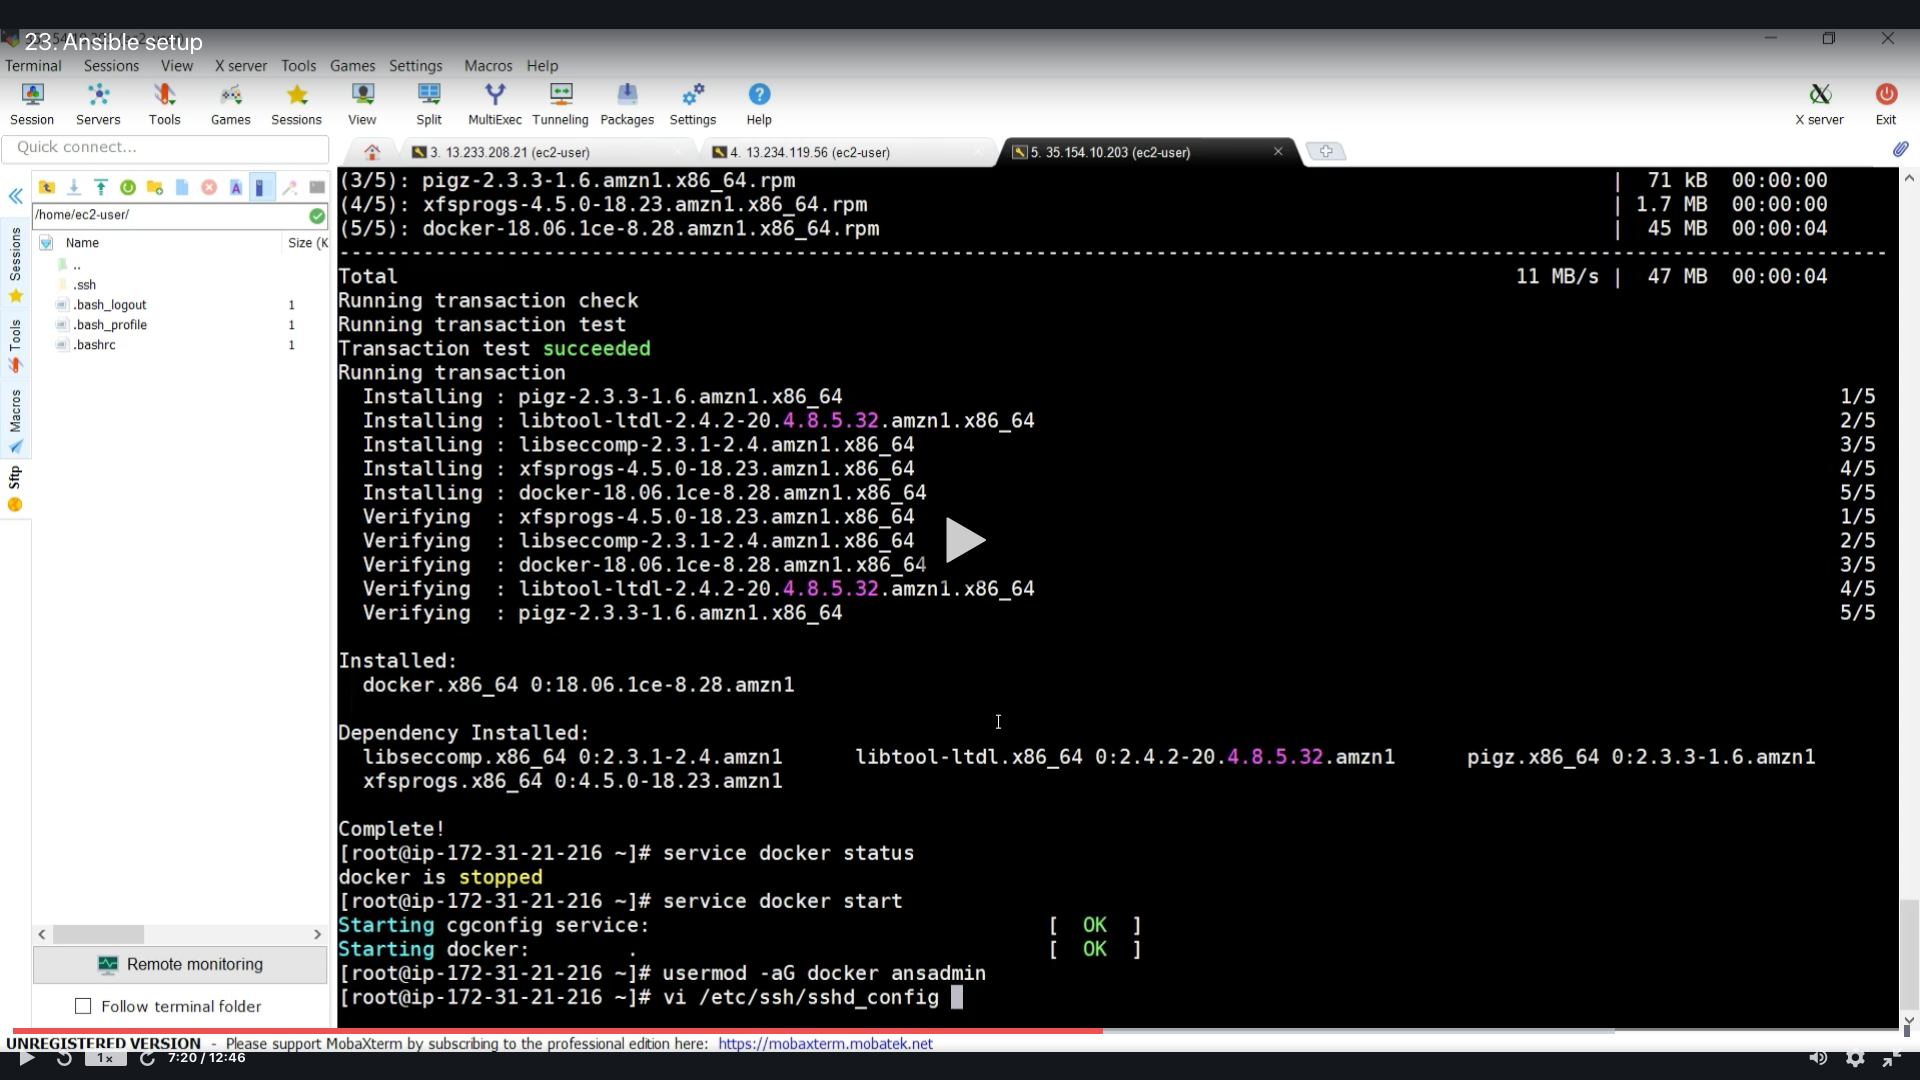 23. Ansible setup
Terminal Sessions View X server Tools Games Settings Macros Help
Session Servers Tools Games Sessions View Split MultiExec Tunneling Packages Settings Help X server Exit
Quick connect...
3. 13.233.208.21 (ec2-user) 4. 13.234.119.56 (ec2-user) 5. 35.154.10.203 (ec2-user)
/home/ec2-user/
Name Size (K
..
.ssh
.bash_logout 1
.bash_profile 1
.bashrc 1
Sessions
Tools
Macros
Sftp
Remote monitoring
Follow terminal folder
(3/5): pigz-2.3.3-1.6.amzn1.x86_64.rpm | 71 kB 00:00:00
(4/5): xfsprogs-4.5.0-18.23.amzn1.x86_64.rpm | 1.7 MB 00:00:00
(5/5): docker-18.06.1ce-8.28.amzn1.x86_64.rpm | 45 MB 00:00:04
--------------------------------------------------------------------------------
Total 11 MB/s | 47 MB 00:00:04
Running transaction check
Running transaction test
Transaction test succeeded
Running transaction
Installing : pigz-2.3.3-1.6.amzn1.x86_64 1/5
Installing : libtool-ltdl-2.4.2-20.4.8.5.32.amzn1.x86_64 2/5
Installing : libseccomp-2.3.1-2.4.amzn1.x86_64 3/5
Installing : xfsprogs-4.5.0-18.23.amzn1.x86_64 4/5
Installing : docker-18.06.1ce-8.28.amzn1.x86_64 5/5
Verifying : xfsprogs-4.5.0-18.23.amzn1.x86_64 1/5
Verifying : libseccomp-2.3.1-2.4.amzn1.x86_64 2/5
Verifying : docker-18.06.1ce-8.28.amzn1.x86_64 3/5
Verifying : libtool-ltdl-2.4.2-20.4.8.5.32.amzn1.x86_64 4/5
Verifying : pigz-2.3.3-1.6.amzn1.x86_64 5/5
Installed:
docker.x86_64 0:18.06.1ce-8.28.amzn1
Dependency Installed:
libseccomp.x86_64 0:2.3.1-2.4.amzn1 libtool-ltdl.x86_64 0:2.4.2-20.4.8.5.32.amzn1 pigz.x86_64 0:2.3.3-1.6.amzn1
xfsprogs.x86_64 0:4.5.0-18.23.amzn1
Complete!
[root@ip-172-31-21-216 ~]# service docker status
docker is stopped
[root@ip-172-31-21-216 ~]# service docker start
Starting cgconfig service: [ OK ]
Starting docker: . [ OK ]
[root@ip-172-31-21-216 ~]# usermod -aG docker ansadmin
[root@ip-172-31-21-216 ~]# vi /etc/ssh/sshd_config
UNREGISTERED VERSION - Please support MobaXterm by subscribing to the professional edition here: https://mobaxterm.mobatek.net
1x 7:20 / 12:46